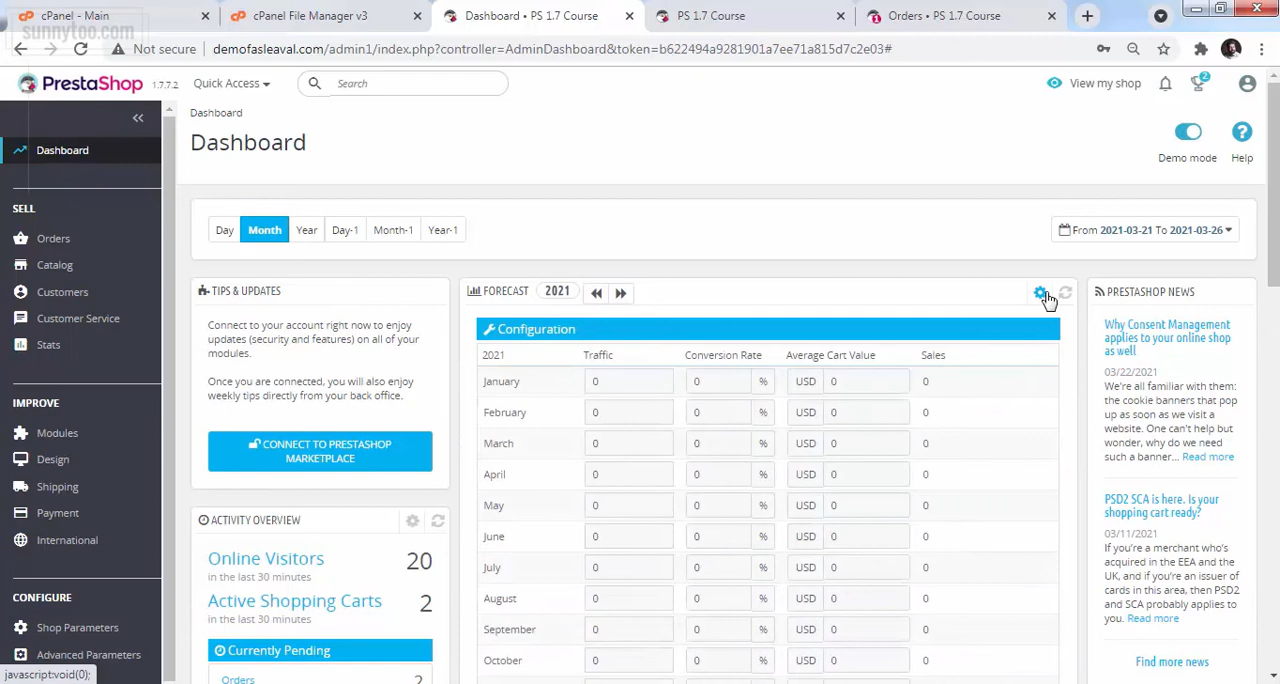 cPanel - Main
cPanel File Manager v3
Dashboard • PS 1.7 Course
PS 1.7 Course
Orders • PS 1.7 Course
sunnytoo.com
Not secure
demofasleaval.com/admin1/index.php?controller=AdminDashboard&token=b622494a9281901a7ee71a815d7c2e03#
PrestaShop 1.7.7.2
Quick Access
Search
View my shop
2
Dashboard
Dashboard
Demo mode
Help
Day
Month
Year
Day-1
Month-1
Year-1
From 2021-03-21 To 2021-03-26
Dashboard
SELL
Orders
Catalog
Customers
Customer Service
Stats
IMPROVE
Modules
Design
Shipping
Payment
International
CONFIGURE
Shop Parameters
Advanced Parameters
javascript:void(0);
TIPS & UPDATES
Connect to your account right now to enjoy
updates (security and features) on all of your
modules.
Once you are connected, you will also enjoy
weekly tips directly from your back office.
CONNECT TO PRESTASHOP
MARKETPLACE
ACTIVITY OVERVIEW
Online Visitors 20
in the last 30 minutes
Active Shopping Carts 2
in the last 30 minutes
Currently Pending
Orders 2
FORECAST 2021
Configuration
2021 Traffic Conversion Rate Average Cart Value Sales
January 0 0 % USD 0 0
February 0 0 % USD 0 0
March 0 0 % USD 0 0
April 0 0 % USD 0 0
May 0 0 % USD 0 0
June 0 0 % USD 0 0
July 0 0 % USD 0 0
August 0 0 % USD 0 0
September 0 0 % USD 0 0
October 0 0 % USD 0 0
PRESTASHOP NEWS
Why Consent Management
applies to your online shop
as well
03/22/2021
We're all familiar with them:
the cookie banners that pop
up as soon as we visit a
website. One can't help but
wonder, why do we need
such a banner... Read more
PSD2 SCA is here. Is your
shopping cart ready?
03/11/2021
If you're a merchant who's
acquired in the EEA and the
UK, and if you're an issuer of
cards in this area, then PSD2
and SCA probably applies to
you. Read more
Find more news